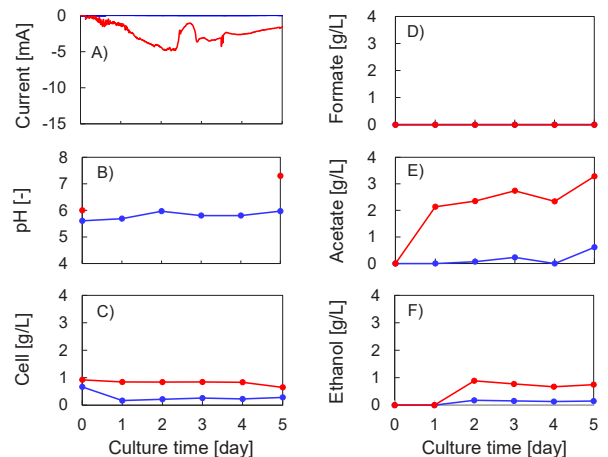 A)
Current [mA]
0
-5
-10
-15
B)
pH [-]
8
7
6
5
4
C)
Cell [g/L]
4
3
2
1
0
0 1 2 3 4 5
Culture time [day]
D)
Formate [g/L]
4
3
2
1
0
E)
Acetate [g/L]
4
3
2
1
0
F)
Ethanol [g/L]
4
3
2
1
0
0 1 2 3 4 5
Culture time [day]